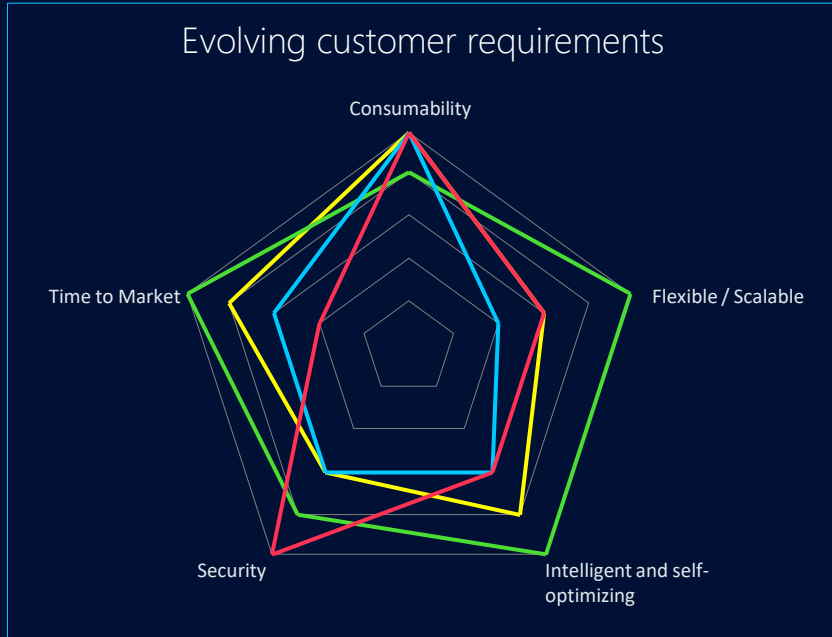 Evolving customer requirements
Consumability
Time to Market
Flexible / Scalable
Security
Intelligent and self-
optimizing